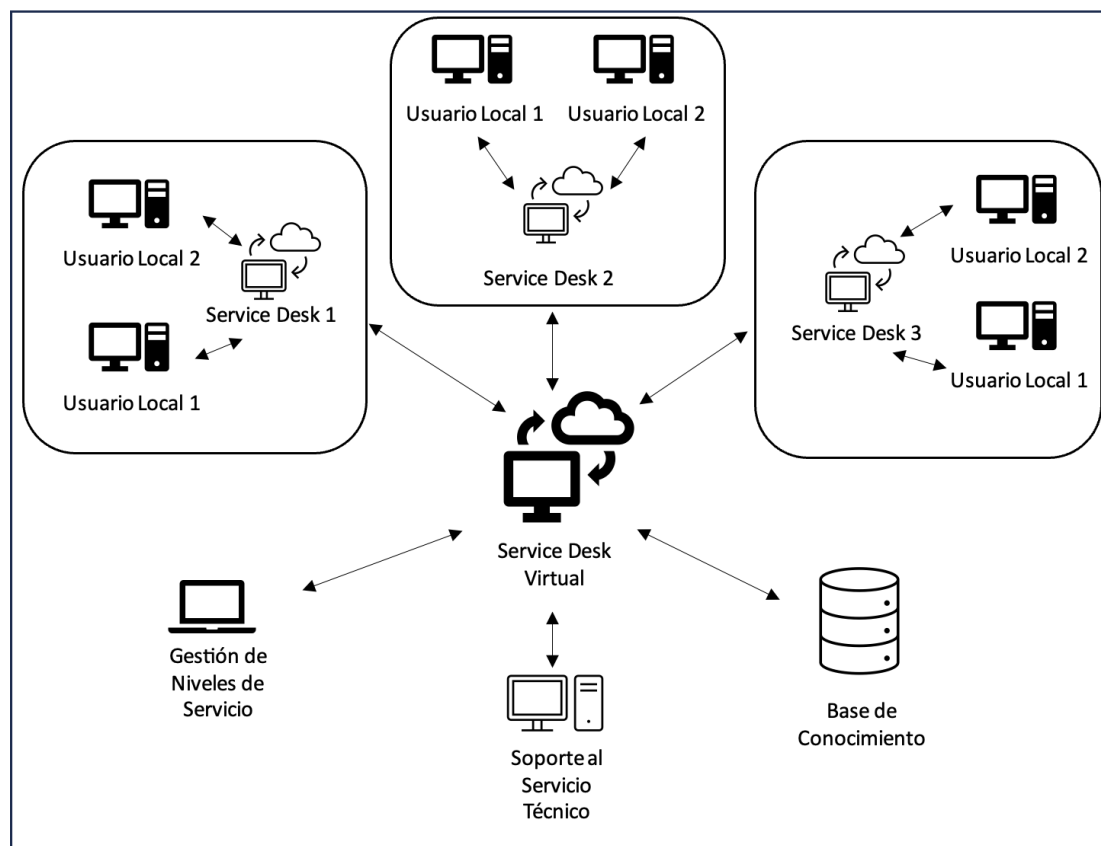 Usuario Local 1
Usuario Local 2
Service Desk 2
Usuario Local 2
Service Desk 1
Usuario Local 1
Usuario Local 2
Service Desk 3
Usuario Local 1
Service Desk
Virtual
Gestión de
Niveles de
Servicio
Soporte al
Servicio
Técnico
Base de
Conocimiento